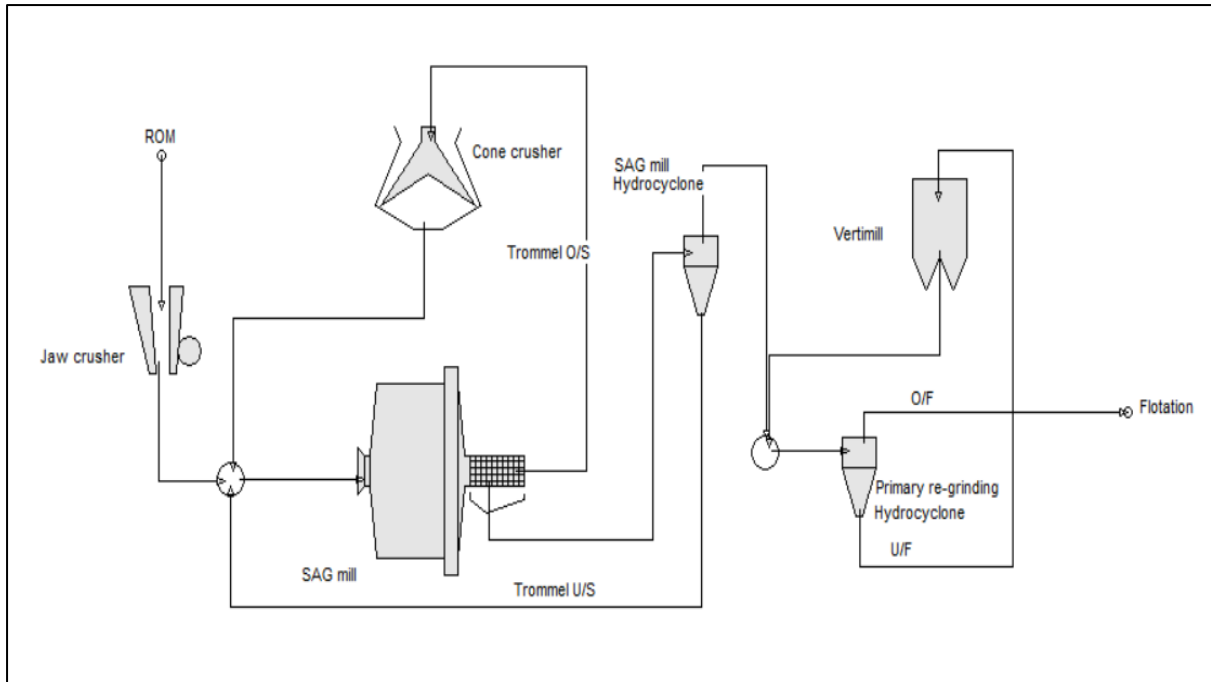 ROM
Cone crusher
SAG mill
Hydrocyclone
Vertimill
Trommel O/S
Jaw crusher
O/F
Flotation
Primary re-grinding
Hydrocyclone
U/F
SAG mill
Trommel U/S